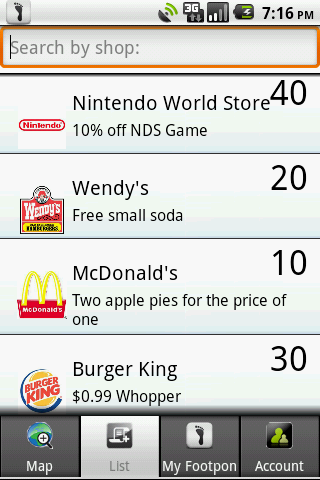 3G
7:16 PM
Search by shop:
Nintendo World Store
40
Nintendo
10% off NDS Game
Wendy's
20
Wendy's
Free small soda
McDonald's
10
McDonald's
Two apple pies for the price of
one
Burger King
30
BURGER
KING
$0.99 Whopper
Map
List
My Footpon
Account